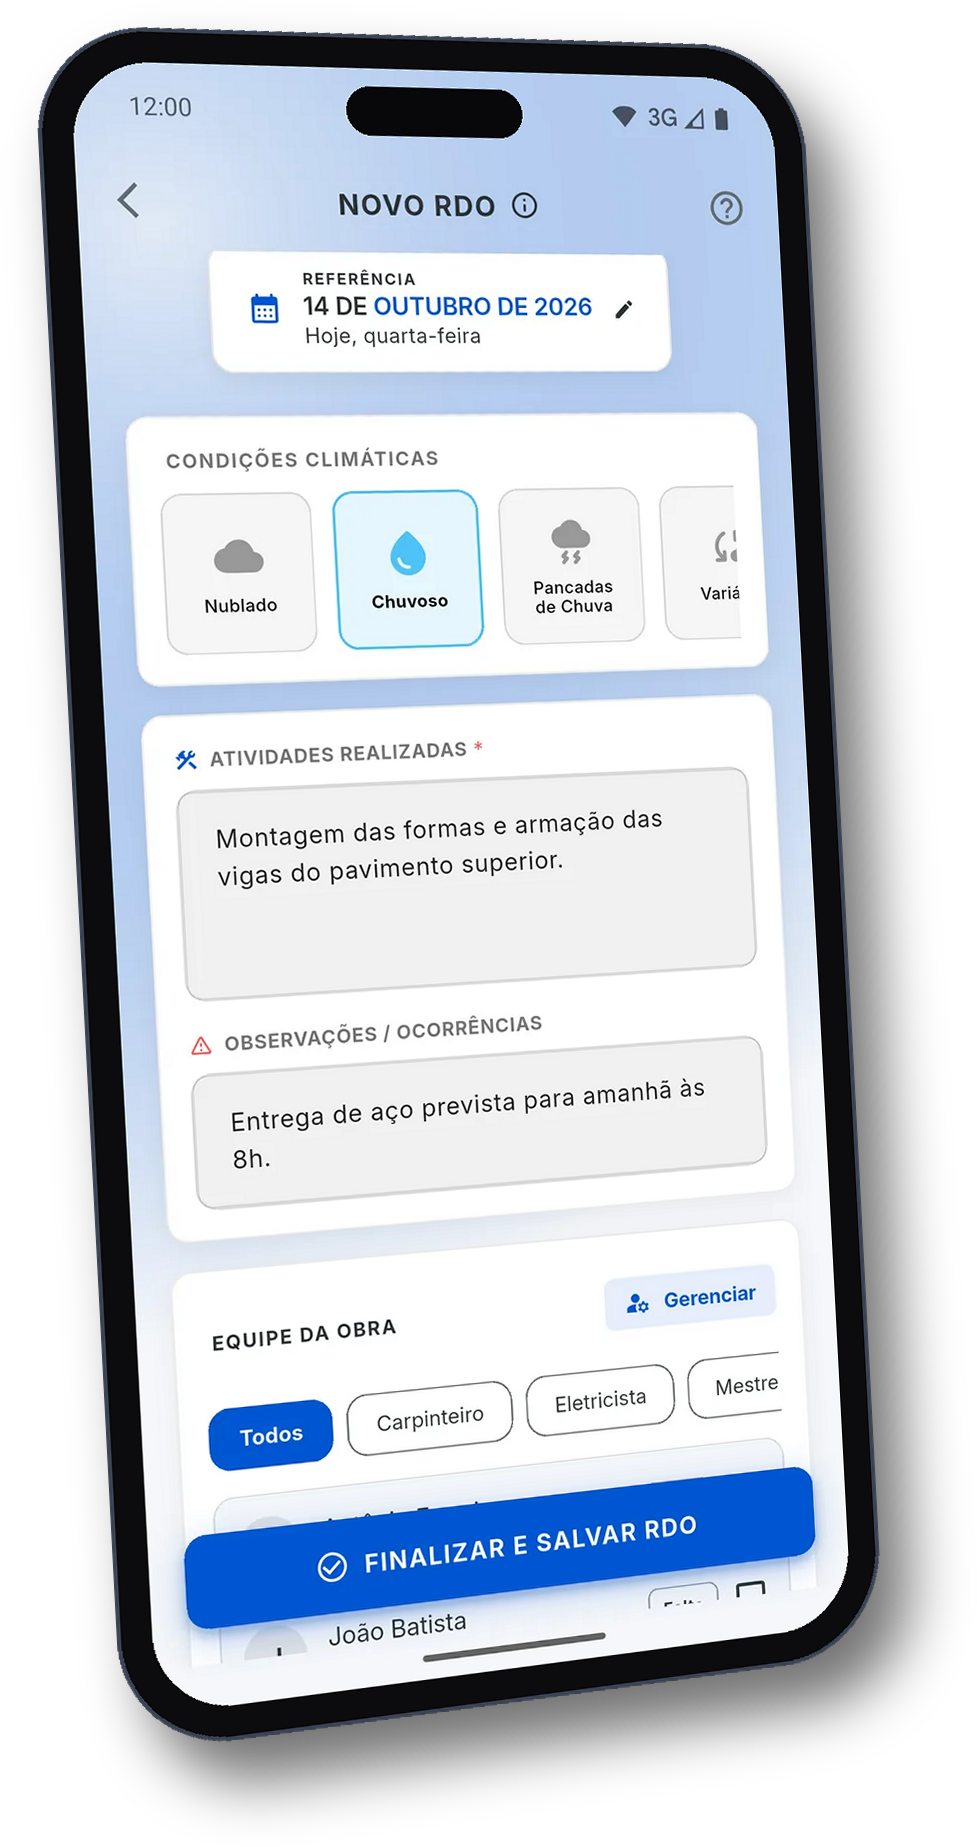 12:00
3G
NOVO RDO
REFERÊNCIA
14 DE OUTUBRO DE 2026
Hoje, quarta-feira
CONDIÇÕES CLIMÁTICAS
Nublado
Chuvoso
Pancadas
de Chuva
Variá
ATIVIDADES REALIZADAS *
Montagem das formas e armação das
vigas do pavimento superior.
OBSERVAÇÕES / OCORRÊNCIAS
Entrega de aço prevista para amanhã às
8h.
EQUIPE DA OBRA
Gerenciar
Todos
Carpinteiro
Eletricista
Mestre
FINALIZAR E SALVAR RDO
João Batista